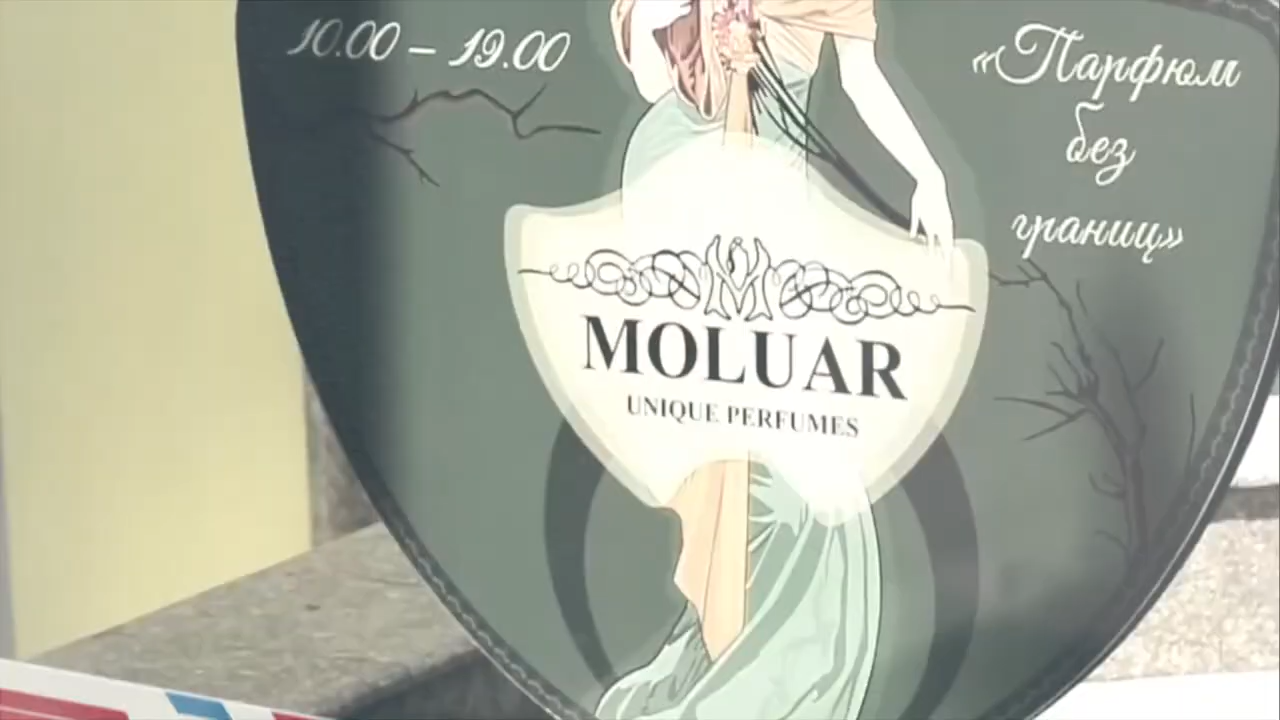 10.00 – 19.00
«Парфюм
без
границ»
MOLUAR
UNIQUE PERFUMES